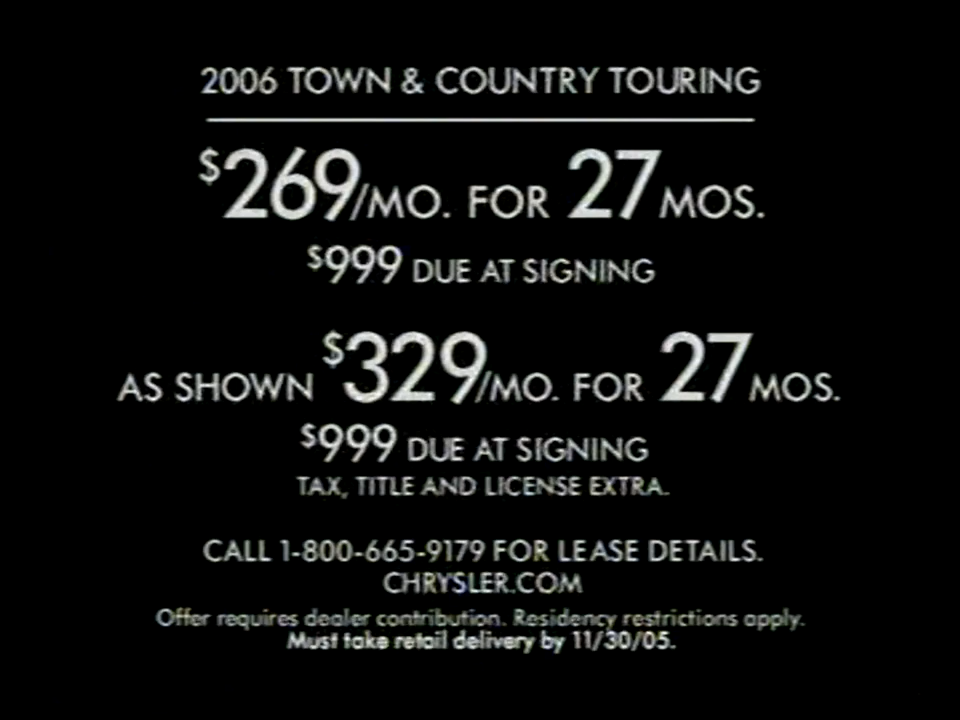 2006 TOWN & COUNTRY TOURING
$269/MO. FOR 27 MOS.
$999 DUE AT SIGNING
AS SHOWN $329/MO. FOR 27 MOS.
$999 DUE AT SIGNING
TAX, TITLE AND LICENSE EXTRA.
CALL 1-800-665-9179 FOR LEASE DETAILS.
CHRYSLER.COM
Offer requires dealer contribution. Residency restrictions apply.
Must take retail delivery by 11/30/05.